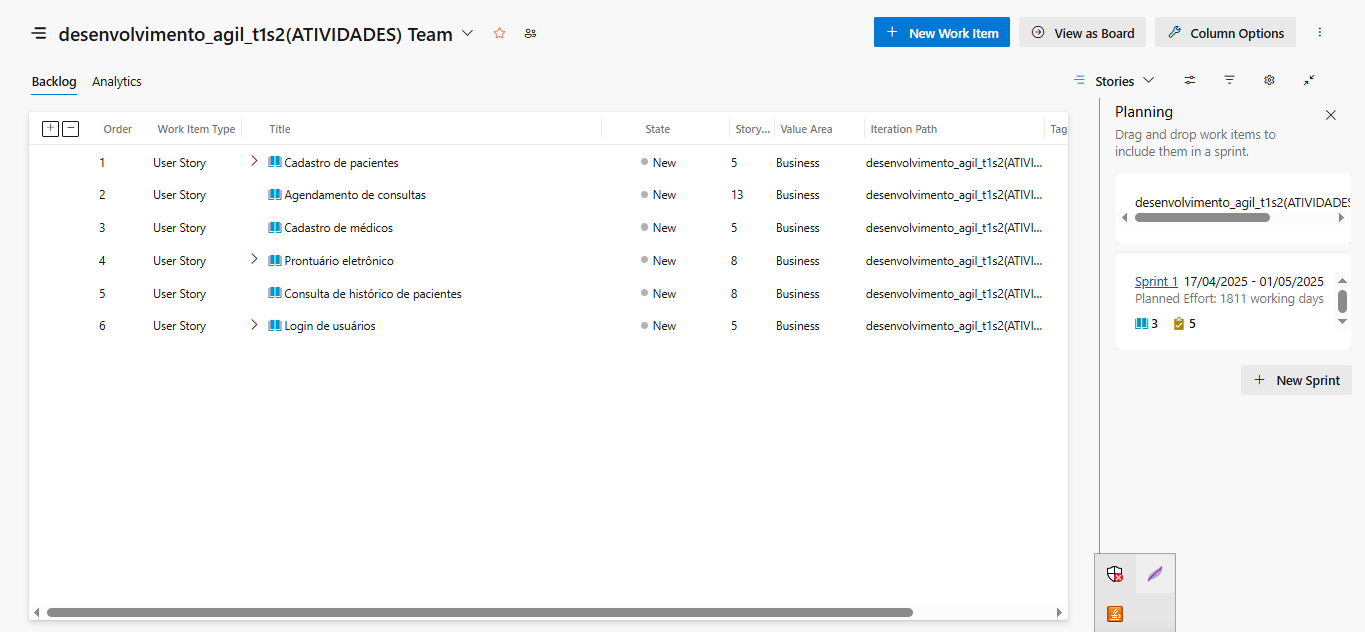 desenvolvimento_agil_t1s2(ATIVIDADES) Team
New Work Item
View as Board
Column Options
Backlog
Analytics
Stories
Order Work Item Type Title State Story... Value Area Iteration Path Tag
1 User Story Cadastro de pacientes New 5 Business desenvolvimento_agil_t1s2(ATIVI...
2 User Story Agendamento de consultas New 13 Business desenvolvimento_agil_t1s2(ATIVI...
3 User Story Cadastro de médicos New 5 Business desenvolvimento_agil_t1s2(ATIVI...
4 User Story Prontuário eletrônico New 8 Business desenvolvimento_agil_t1s2(ATIVI...
5 User Story Consulta de histórico de pacientes New 8 Business desenvolvimento_agil_t1s2(ATIVI...
6 User Story Login de usuários New 5 Business desenvolvimento_agil_t1s2(ATIVI...
Planning
Drag and drop work items to
include them in a sprint.
desenvolvimento_agil_t1s2(ATIVIDADES
Sprint 1 17/04/2025 - 01/05/2025
Planned Effort: 1811 working days
3 5
New Sprint